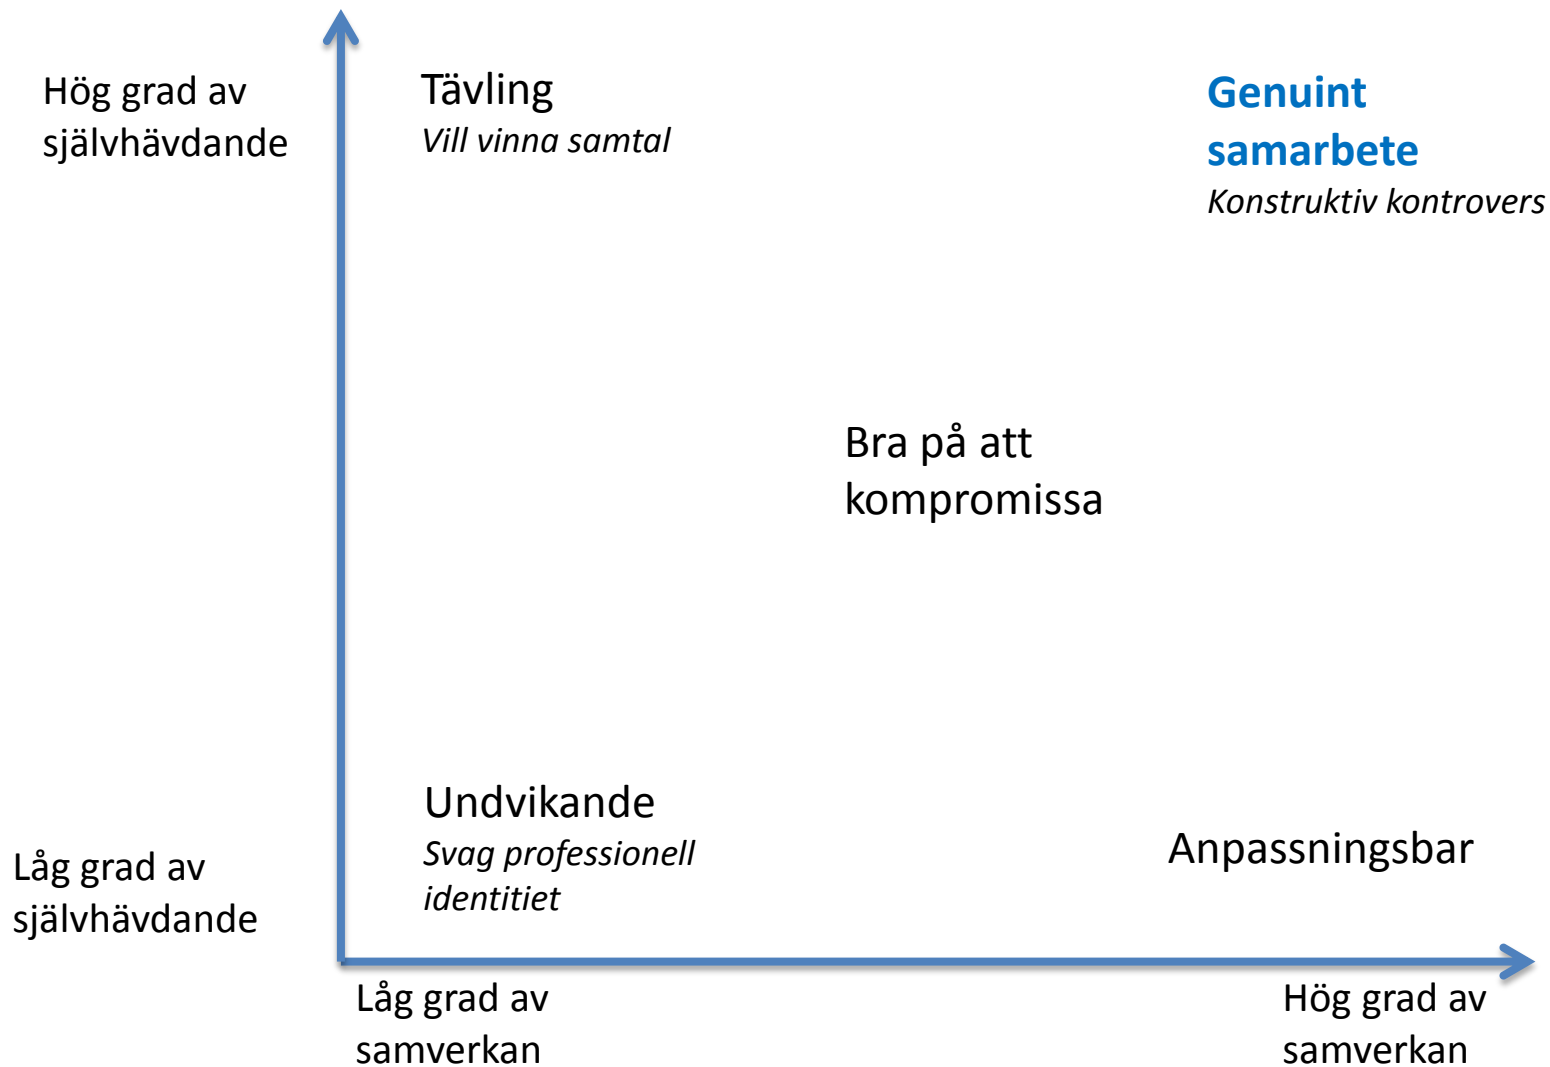 Hög grad av
självhävdande
Tävling
Vill vinna samtal
Genuint
samarbete
Konstruktiv kontrovers
Bra på att
kompromissa
Undvikande
Svag professionell
identitiet
Anpassningsbar
Låg grad av
självhävdande
Låg grad av
samverkan
Hög grad av
samverkan